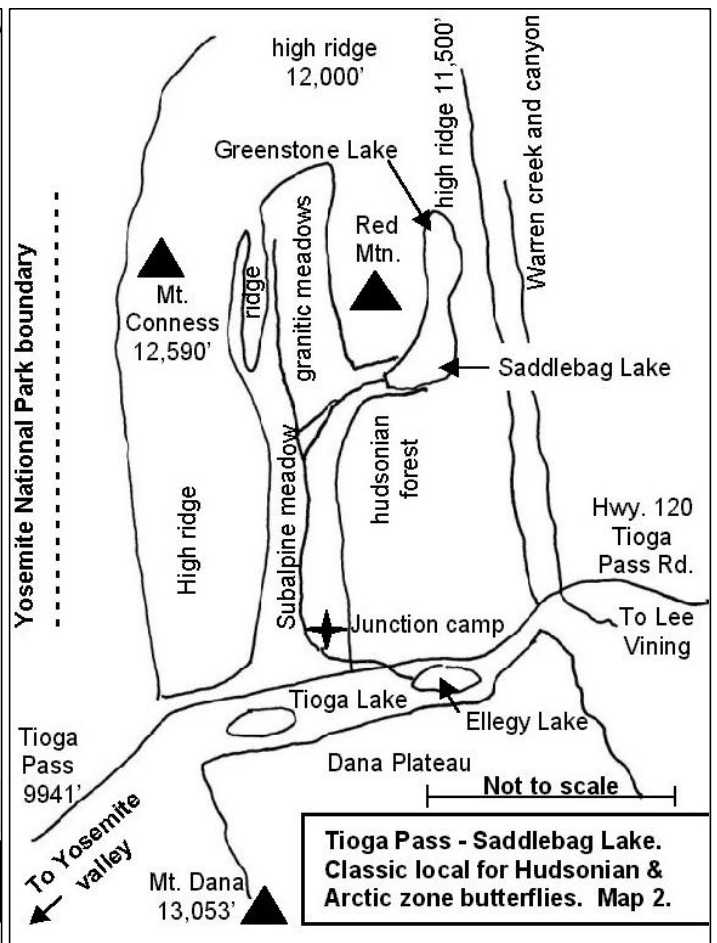 high ridge
12,000'
high ridge 11,500'
Warren creek and canyon
Greenstone Lake
Red
Mtn.
granitic meadows
ridge
Mt.
Conness
12,590'
Yosemite National Park boundary
Saddlebag Lake
hudsonian
forest
Subalpine meadow
High ridge
Hwy. 120
Tioga
Pass Rd.
To Lee
Vining
Junction camp
Tioga Lake
Ellegy Lake
Tioga
Pass
9941'
Dana Plateau
Not to scale
To Yosemite
valley
Mt. Dana
13,053'
Tioga Pass - Saddlebag Lake.
Classic local for Hudsonian &
Arctic zone butterflies. Map 2.